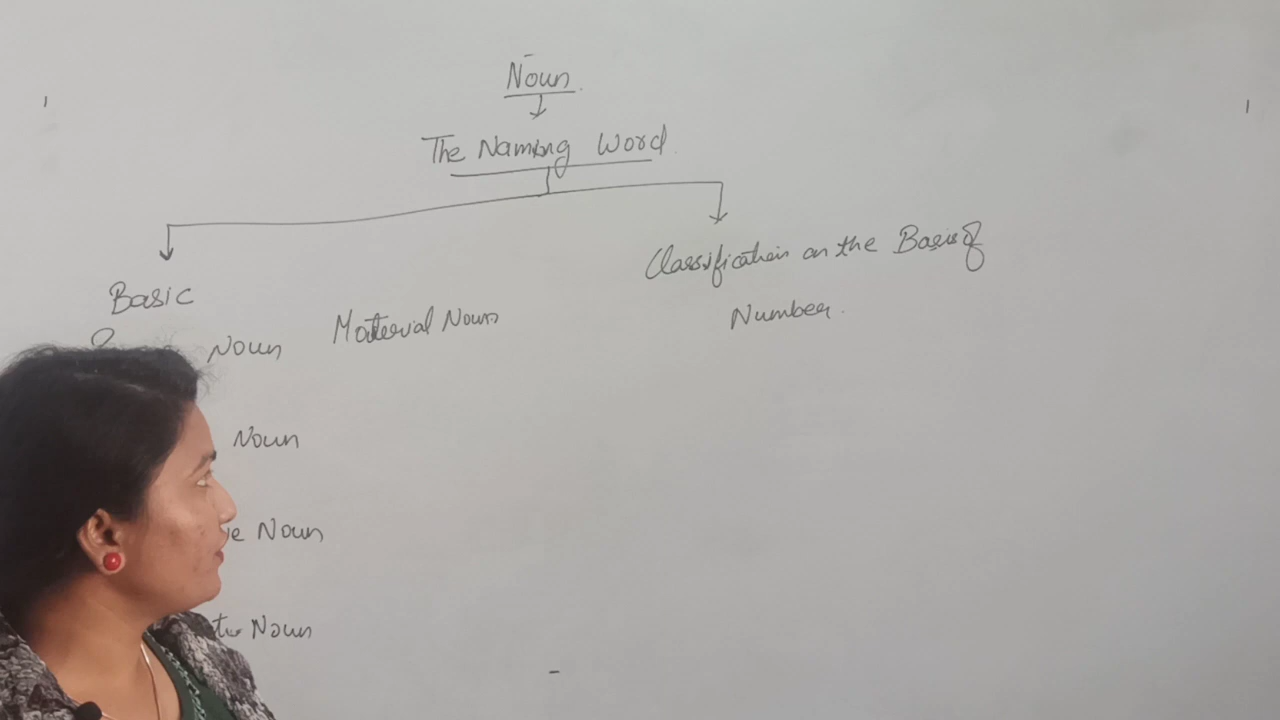 Noun
The Naming Word
Basic
Classification on the Basis of
Number.
Noun
Material Noun
Noun
Noun
Noun